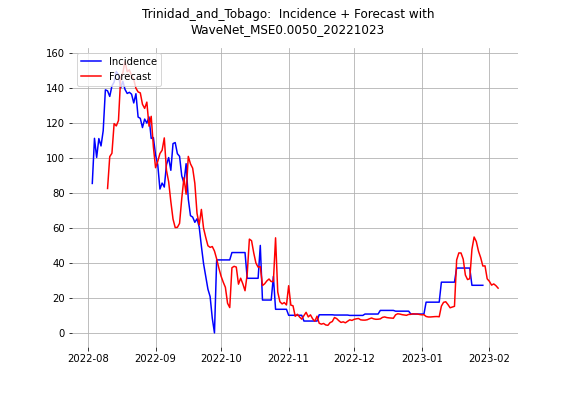 Trinidad_and_Tobago:  Incidence + Forecast with
WaveNet_MSE0.0050_20221023
Incidence
Forecast
160
140
120
100
80
60
40
20
0
2022-08 2022-09 2022-10 2022-11 2022-12 2023-01 2023-02